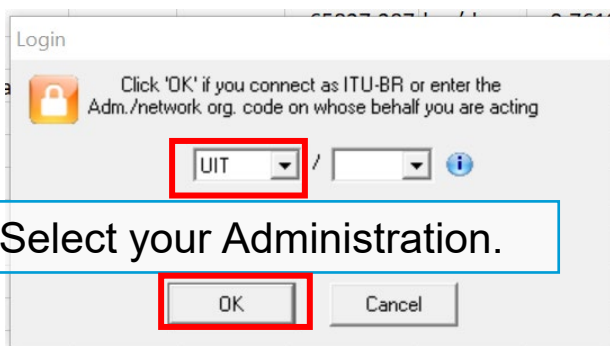 Login
Click 'OK' if you connect as ITU-BR or enter the
Adm./network org. code on whose behalf you are acting
UIT /
Select your Administration.
OK Cancel